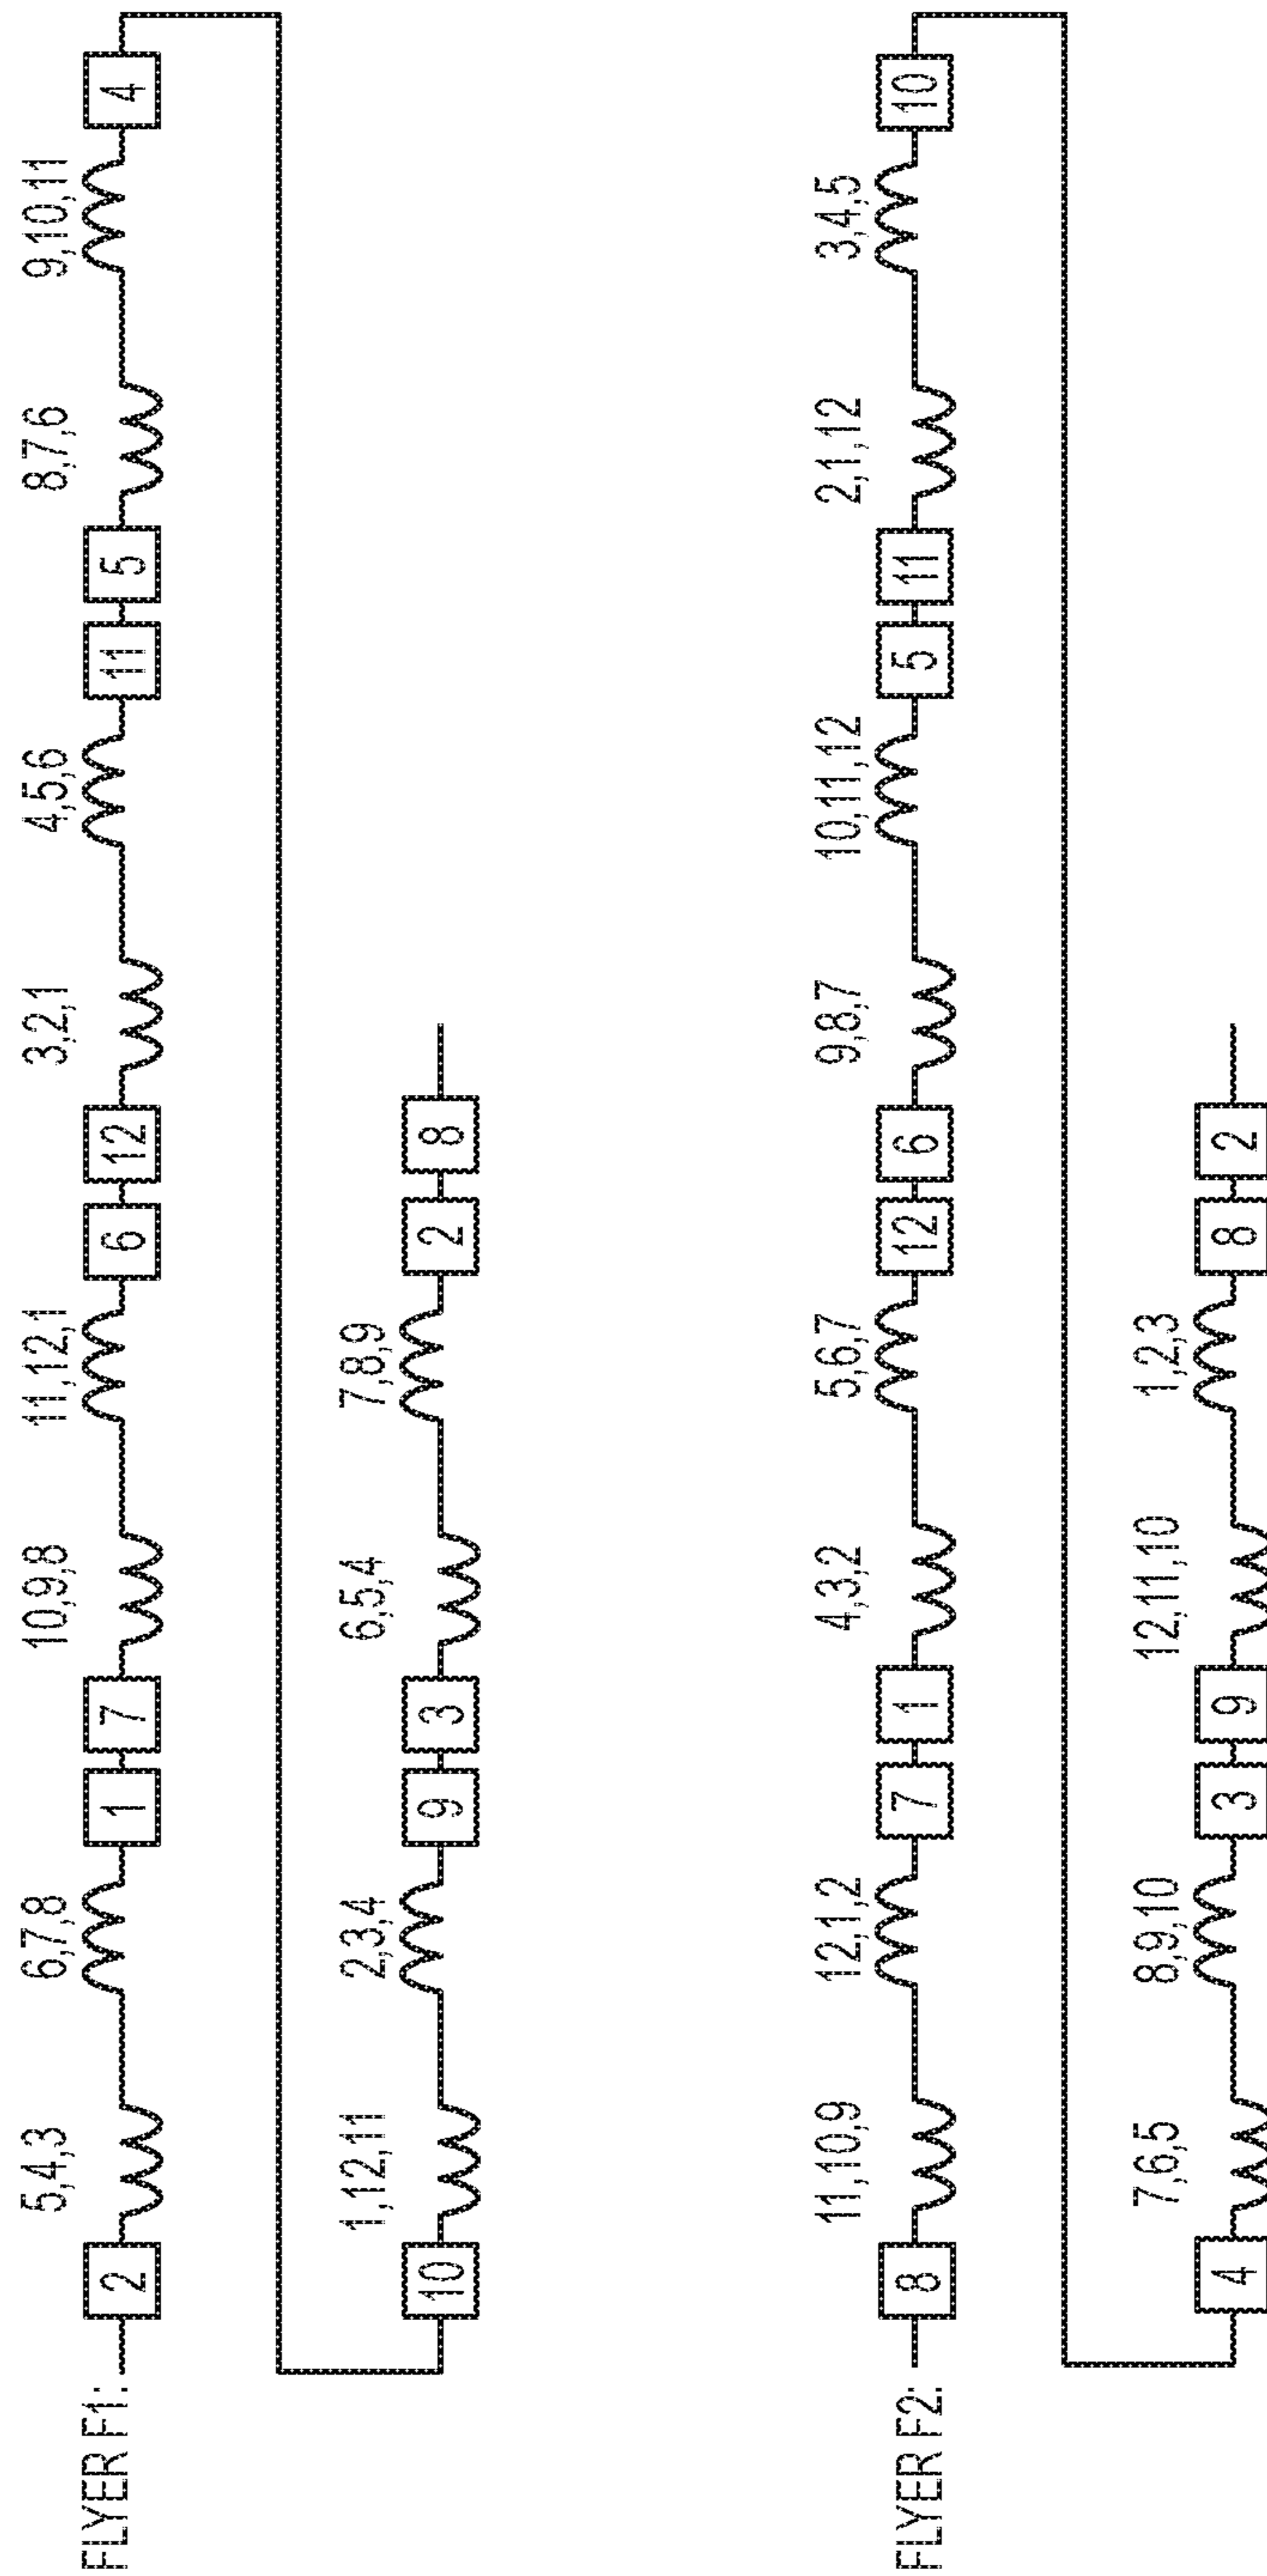 FLYER F1:
5,4,3 6,7,8 10,9,8 11,12,1 3,2,1 4,5,6 8,7,6 9,10,11
2 1 7 6 12 11 5 4
1,12,11 2,3,4 6,5,4 7,8,9
10 9 3 2 8
FLYER F2:
11,10,9 12,1,2 4,3,2 5,6,7 9,8,7 10,11,12 2,1,12 3,4,5
8 7 1 12 6 5 11 10
7,6,5 8,9,10 12,11,10 1,2,3
4 3 9 8 2